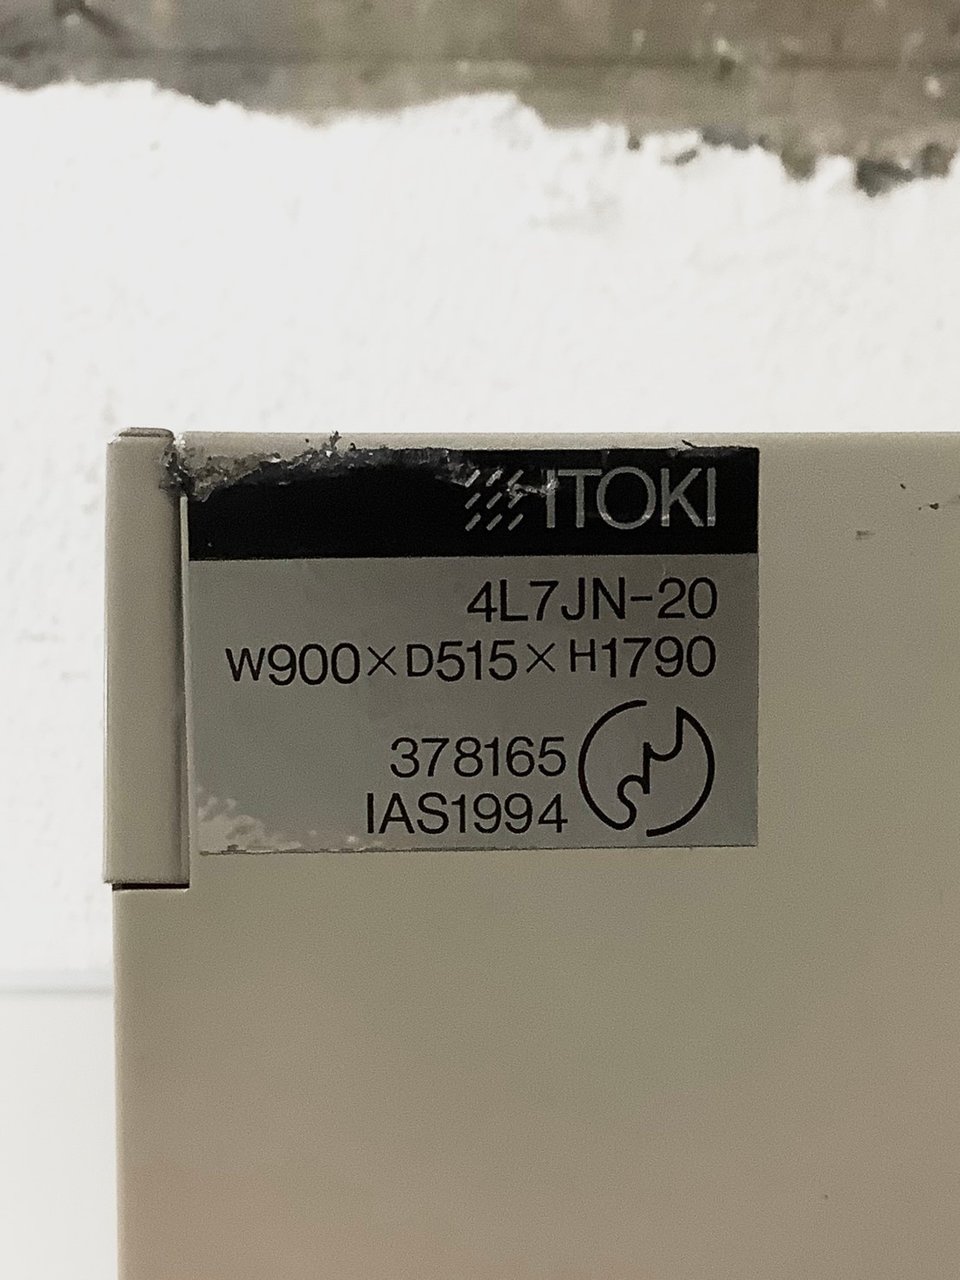 ITOKI
4L7JN-20
W900×D515×H1790
378165
IAS1994